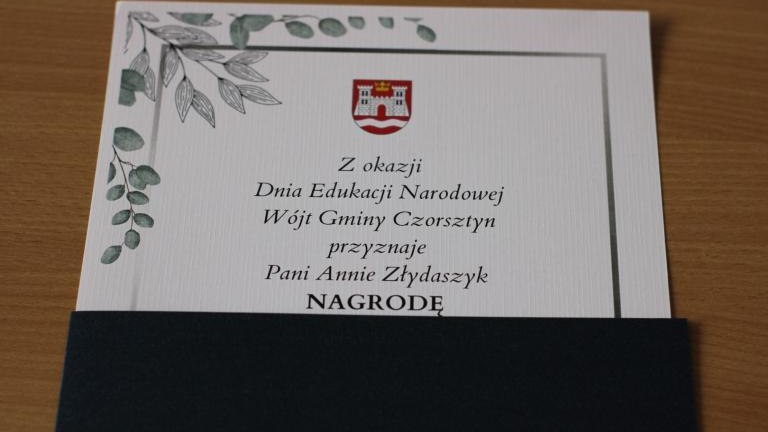 Z okazji
Dnia Edukacji Narodowej
Wójt Gminy Czorsztyn
przyznaje
Pani Annie Złydaszyk
NAGRODĘ